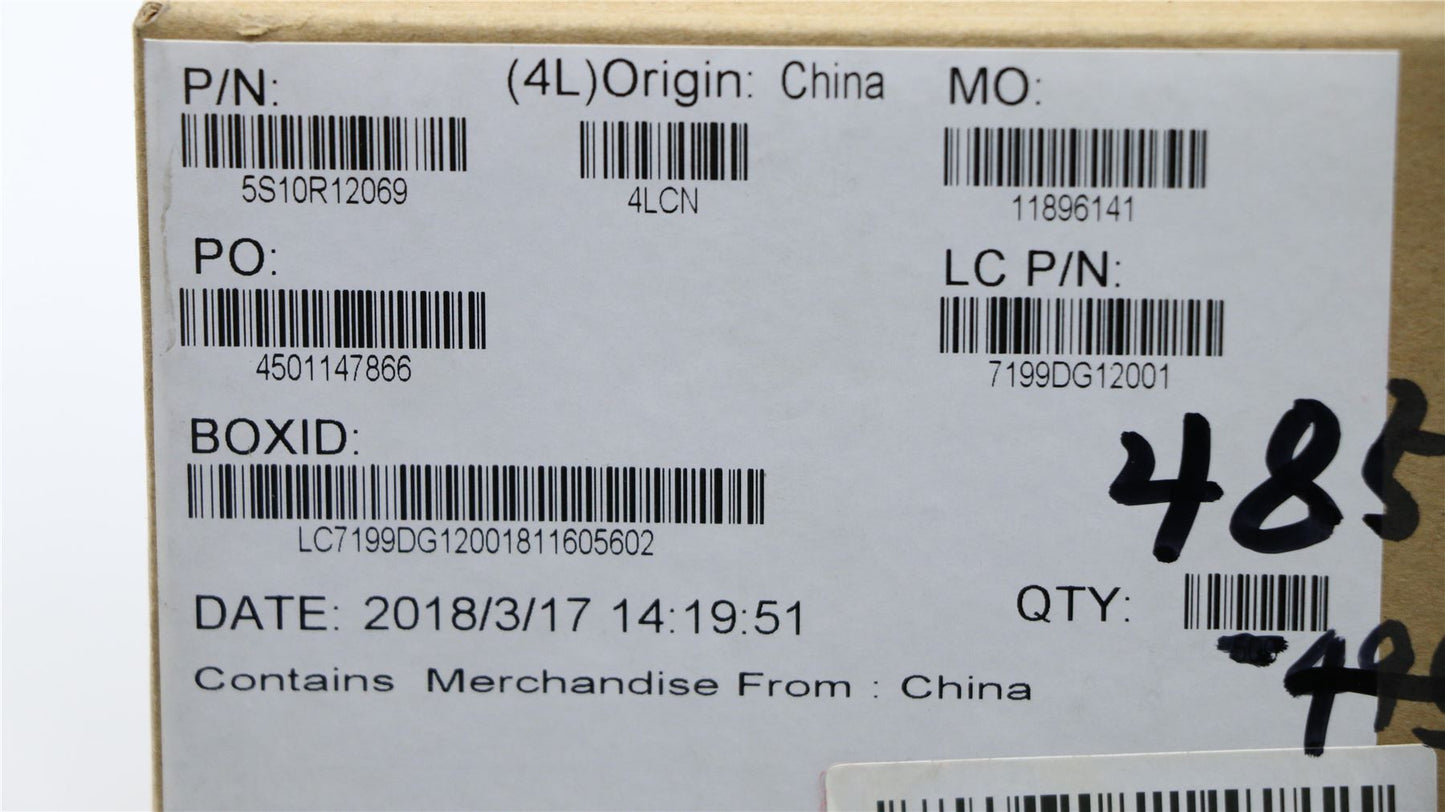 P/N: (4L)Origin: China MO:
5S10R12069 4LCN 11896141
PO: LC P/N:
4501147866 7199DG12001
485
BOXID:
LC7199DG12001811605602
DATE: 2018/3/17 14:19:51 QTY:
Contains Merchandise From : China